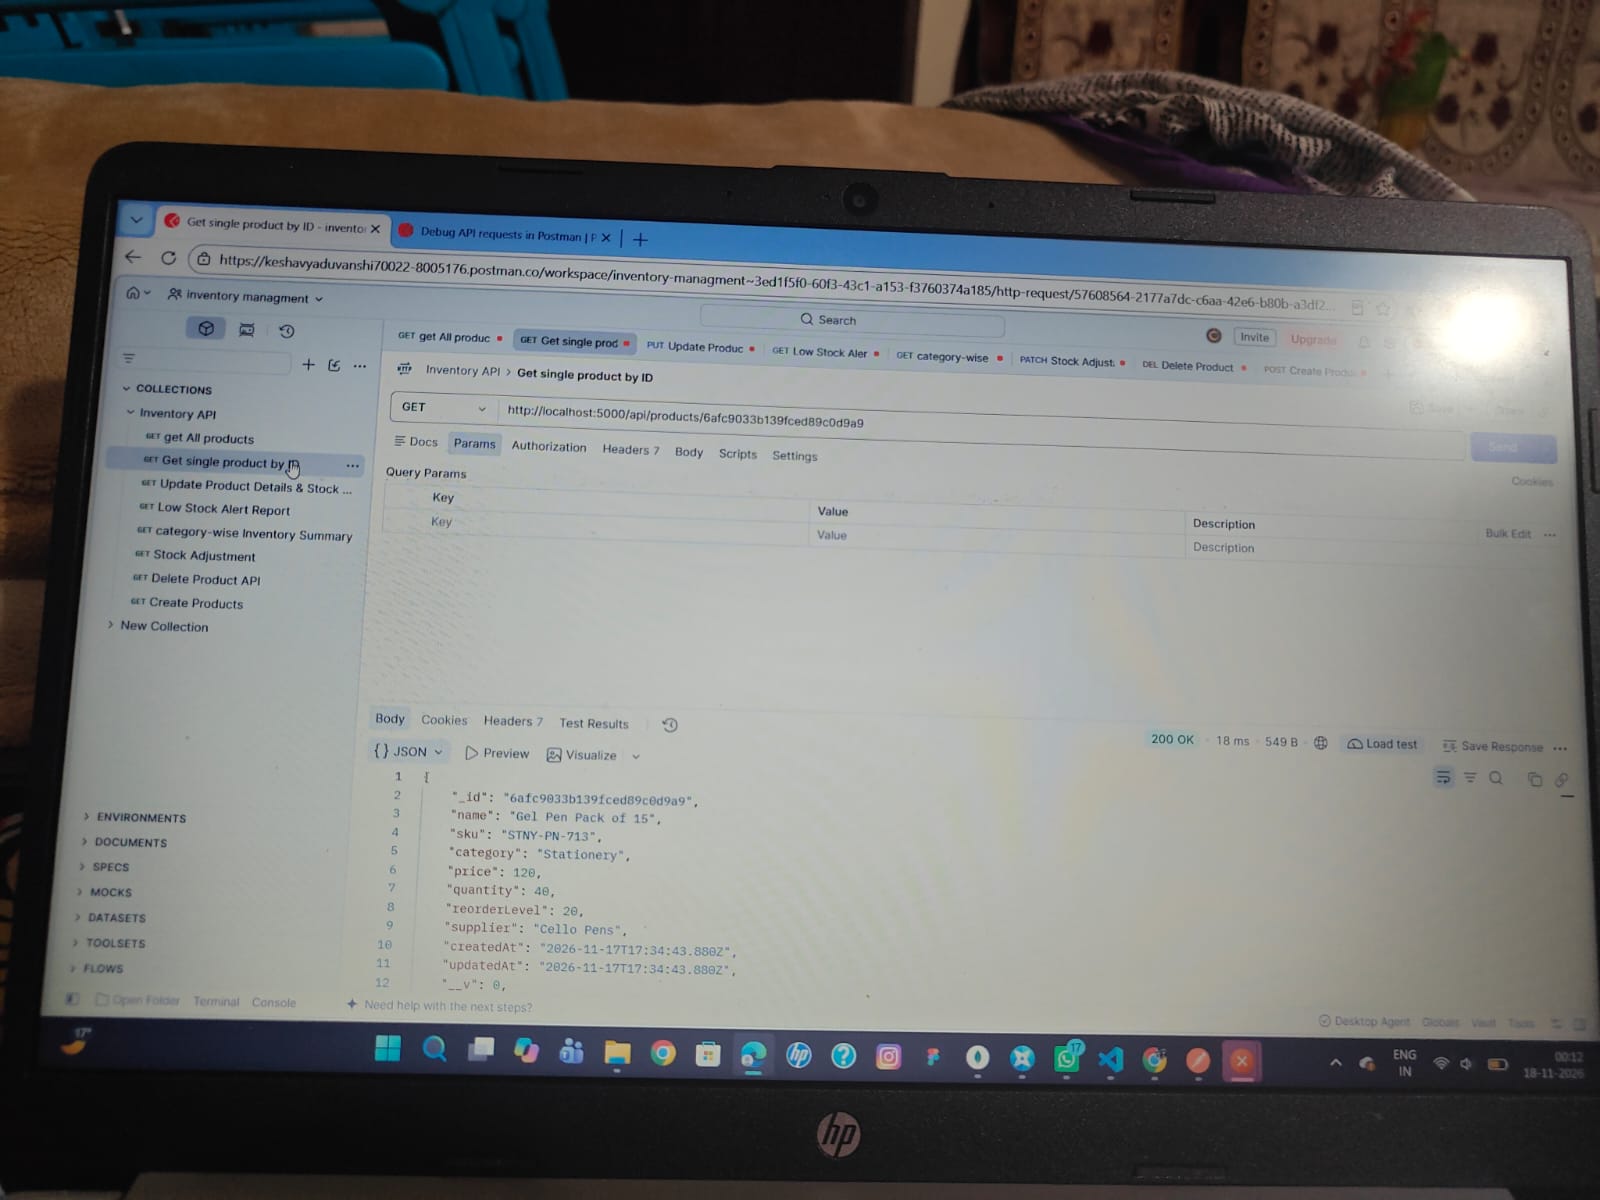 Get single product by ID - invento
Debug API requests in Postman | P
https://keshavyaduvanshi70022-8005176.postman.co/workspace/inventory-managment~3ed1f5f0-60f3-43c1-a153-f3760374a185/http-request/57608564-2177a7dc-c6aa-42e6-b80b-a3df2...
inventory managment
Search
Invite
Upgrade
GET get All produc
GET Get single prod
PUT Update Produc
GET Low Stock Aler
GET category-wise
PATCH Stock Adjusti
DEL Delete Product
POST Create Produ
COLLECTIONS
Inventory API
GET get All products
GET Get single product by
GET Update Product Details & Stock ...
GET Low Stock Alert Report
GET category-wise Inventory Summary
GET Stock Adjustment
GET Delete Product API
GET Create Products
New Collection
ENVIRONMENTS
DOCUMENTS
SPECS
MOCKS
DATASETS
TOOLSETS
FLOWS
Inventory API > Get single product by ID
Save
GET
http://localhost:5000/api/products/6afc9033b139fced89c0d9a9
Send
Docs Params Authorization Headers 7 Body Scripts Settings
Cookies
Query Params
Key Value Description Bulk Edit ...
Key Value Description
Body Cookies Headers 7 Test Results
200 OK 18 ms 549 B Load test Save Response ...
{} JSON Preview Visualize
1 {
2 "_id": "6afc9033b139fced89c0d9a9",
3 "name": "Gel Pen Pack of 15",
4 "sku": "STNY-PN-713",
5 "category": "Stationery",
6 "price": 120,
7 "quantity": 40,
8 "reorderLevel": 20,
9 "supplier": "Cello Pens",
10 "createdAt": "2026-11-17T17:34:43.880Z",
11 "updatedAt": "2026-11-17T17:34:43.880Z",
12 "__v": 0,
Open Folder Terminal Console
Need help with the next steps?
Desktop Agent Globals Vault Tools
17°
17
ENG
IN
00:12
18-11-2026
hp
hp